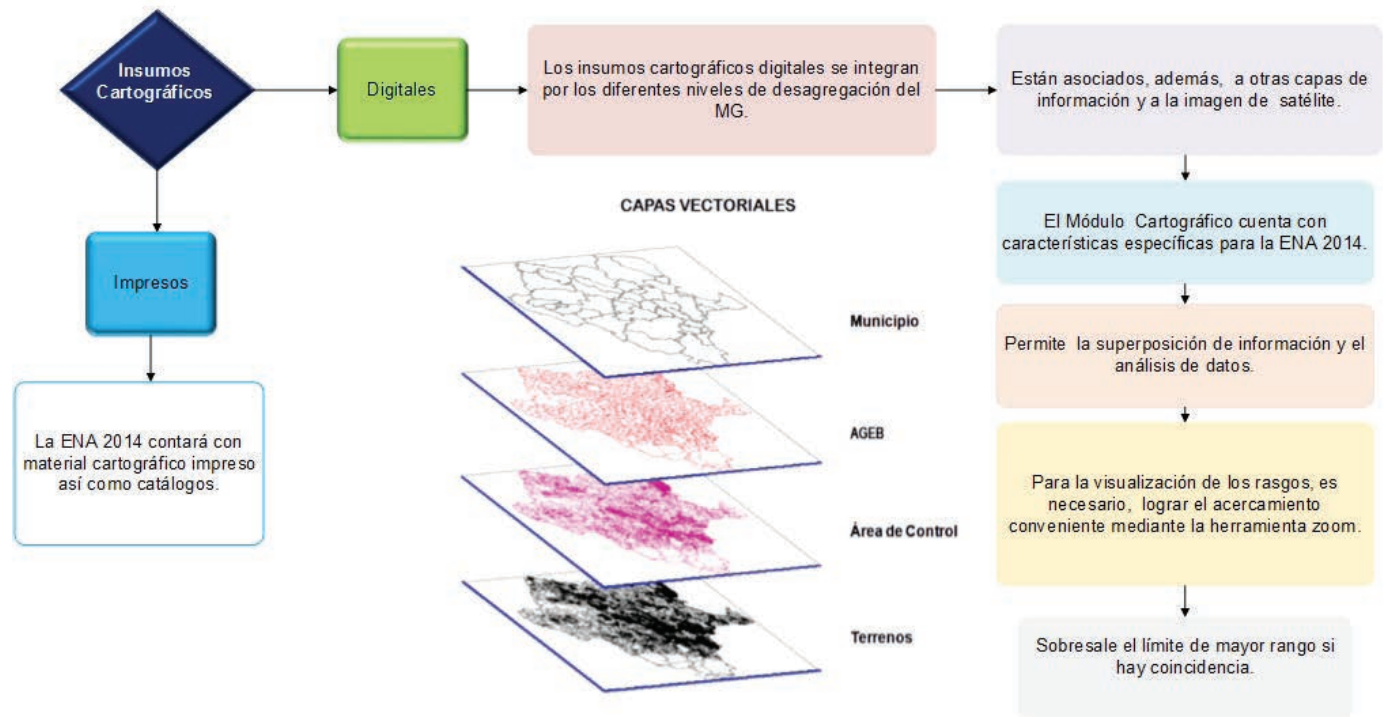 Insumos
Cartográficos
Digitales
Los insumos cartográficos digitales se integran
por los diferentes niveles de desagregación del
MG.
Están asociados, además, a otras capas de
información y a la imagen de satélite.
El Módulo Cartográfico cuenta con
características específicas para la ENA 2014.
Permite la superposición de información y el
análisis de datos.
Para la visualización de los rasgos, es
necesario, lograr el acercamiento
conveniente mediante la herramienta zoom.
Sobresale el límite de mayor rango si
hay coincidencia.
Impresos
La ENA 2014 contará con
material cartográfico impreso
así como catálogos.
CAPAS VECTORIALES
Municipio
AGEB
Área de Control
Terrenos